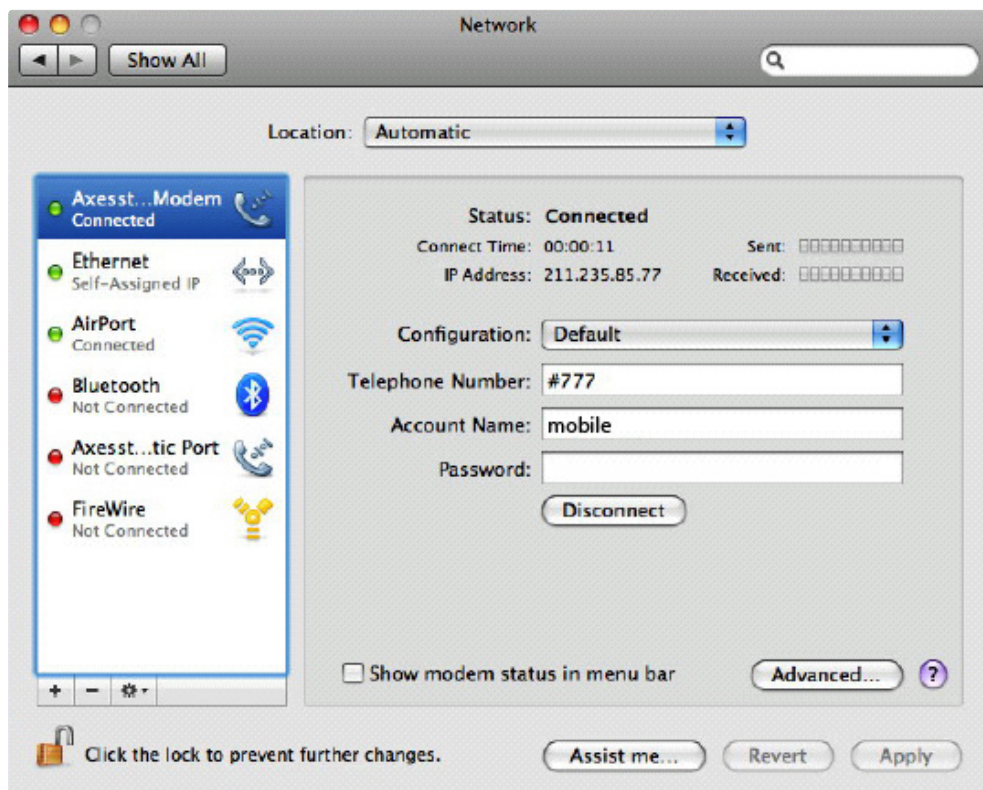 Network
Show All
Location: Automatic
Axesst...Modem
Connected
Ethernet
Self-Assigned IP
AirPort
Connected
Bluetooth
Not Connected
Axesst...tic Port
Not Connected
FireWire
Not Connected
Status: Connected
Connect Time: 00:00:11 Sent:
IP Address: 211.235.85.77 Received:
Configuration: Default
Telephone Number: #777
Account Name: mobile
Password:
Disconnect
Show modem status in menu bar
Advanced... ?
Click the lock to prevent further changes.
Assist me... Revert Apply